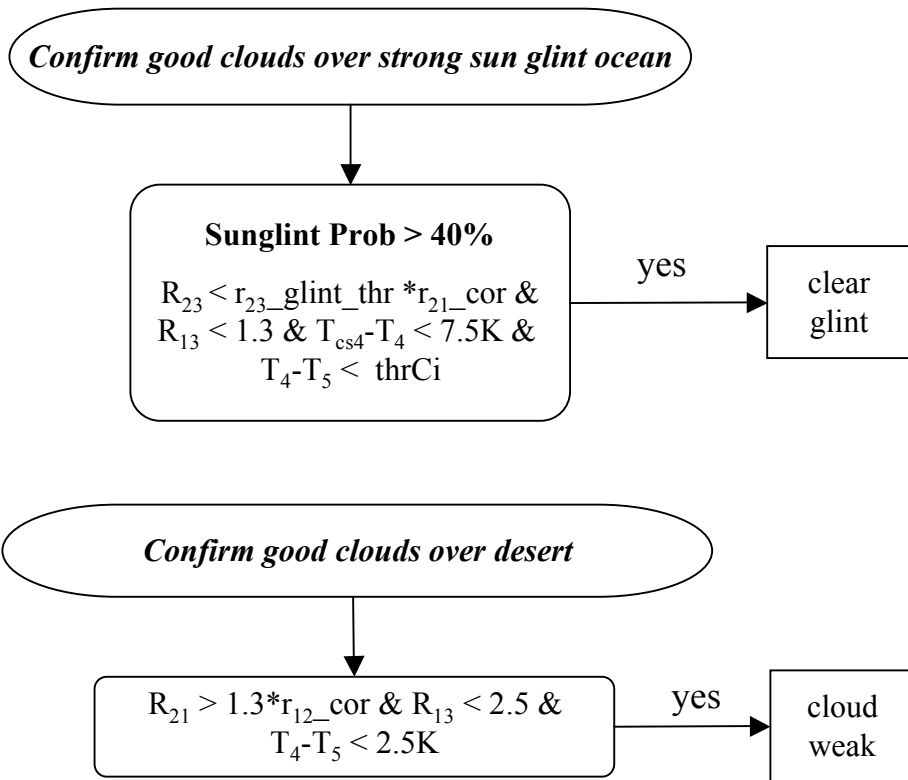 Confirm good clouds over strong sun glint ocean
Sunglint Prob > 40%
R₂₃ < r₂₃_glint_thr *r₂₁_cor &
R₁₃ < 1.3 & T_cs4-T₄ < 7.5K &
T₄-T₅ < thrCi
yes
clear
glint
Confirm good clouds over desert
R₂₁ > 1.3*r₁₂_cor & R₁₃ < 2.5 &
T₄-T₅ < 2.5K
yes
cloud
weak